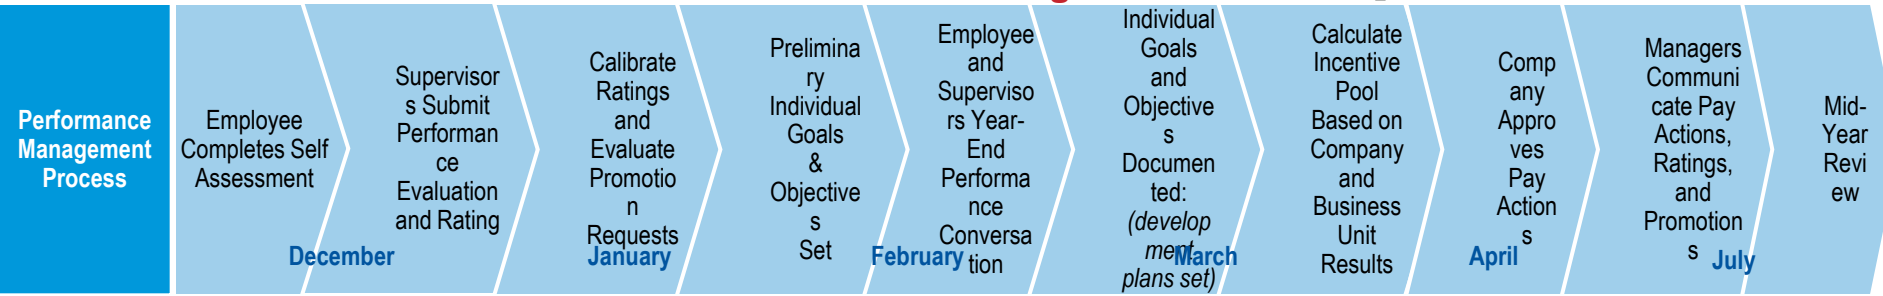 Performance
Management
Process
Employee
Completes Self
Assessment
Supervisor
s Submit
Performan
ce
Evaluation
and Rating
Calibrate
Ratings
and
Evaluate
Promotio
n
Requests
Prelimina
ry
Individual
Goals
&
Objective
s
Set
Employee
and
Superviso
rs Year-
End
Performa
nce
Conversa
tion
Individual
Goals
and
Objective
s
Documen
ted:
(develop
ment
plans set)
Calculate
Incentive
Pool
Based on
Company
and
Business
Unit
Results
Comp
any
Appro
ves
Pay
Action
s
Managers
Communi
cate Pay
Actions,
Ratings,
and
Promotion
s
Mid-
Year
Revi
ew
December
January
February
March
April
July